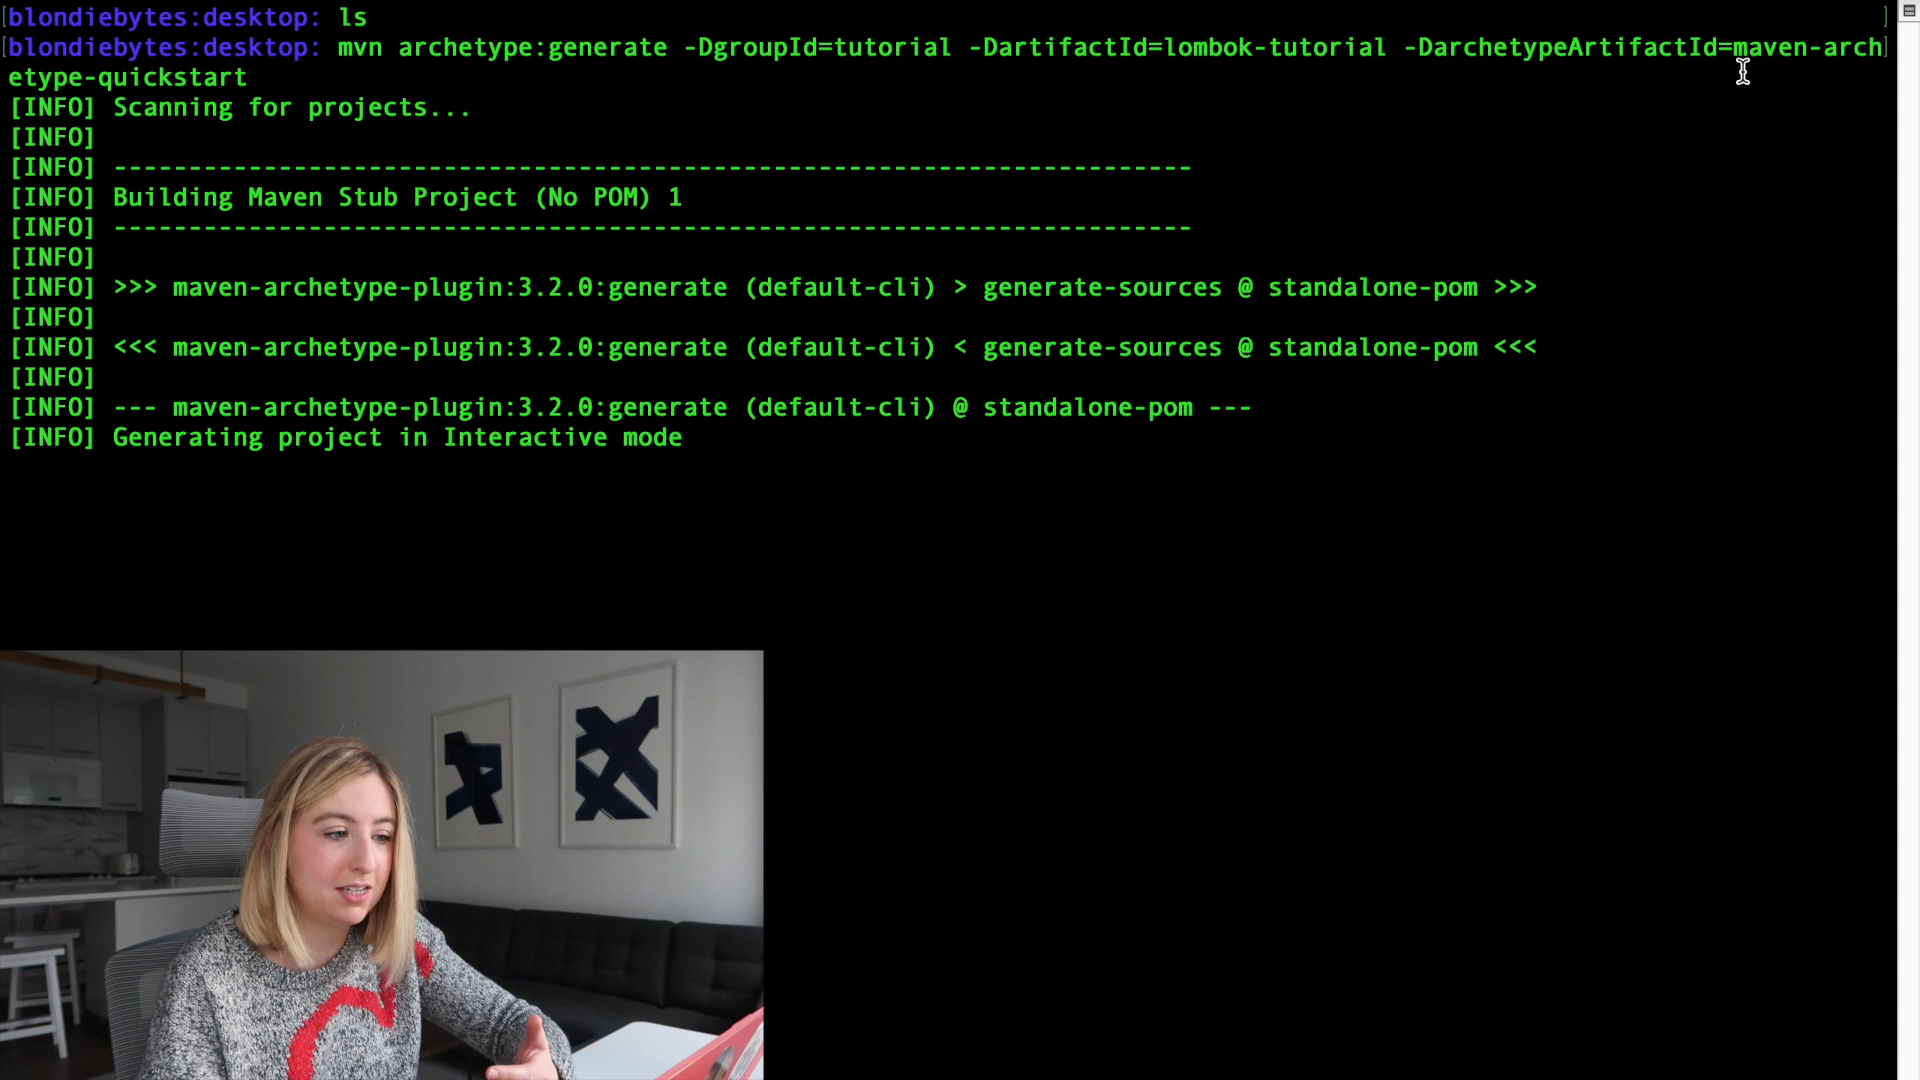 blondiebytes:desktop: ls
blondiebytes:desktop: mvn archetype:generate -DgroupId=tutorial -DartifactId=lombok-tutorial -DarchetypeArtifactId=maven-arch
etype-quickstart
[INFO] Scanning for projects...
[INFO]
[INFO] ------------------------------------------------------------------------
[INFO] Building Maven Stub Project (No POM) 1
[INFO] ------------------------------------------------------------------------
[INFO]
[INFO] >>> maven-archetype-plugin:3.2.0:generate (default-cli) > generate-sources @ standalone-pom >>>
[INFO]
[INFO] <<< maven-archetype-plugin:3.2.0:generate (default-cli) < generate-sources @ standalone-pom <<<
[INFO]
[INFO] --- maven-archetype-plugin:3.2.0:generate (default-cli) @ standalone-pom ---
[INFO] Generating project in Interactive mode